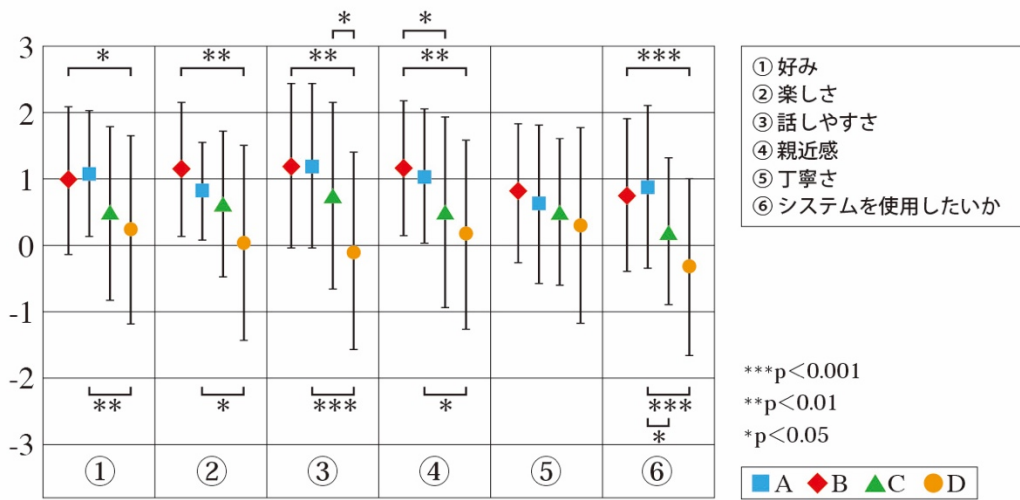 * *
3 * ** ** ** ***
2
1
0
-1
-2
** * *** * ***
*
-3
① ② ③ ④ ⑤ ⑥
① 好み
② 楽しさ
③ 話しやすさ
④ 親近感
⑤ 丁寧さ
⑥ システムを使用したいか
***p<0.001
**p<0.01
*p<0.05
A B C D